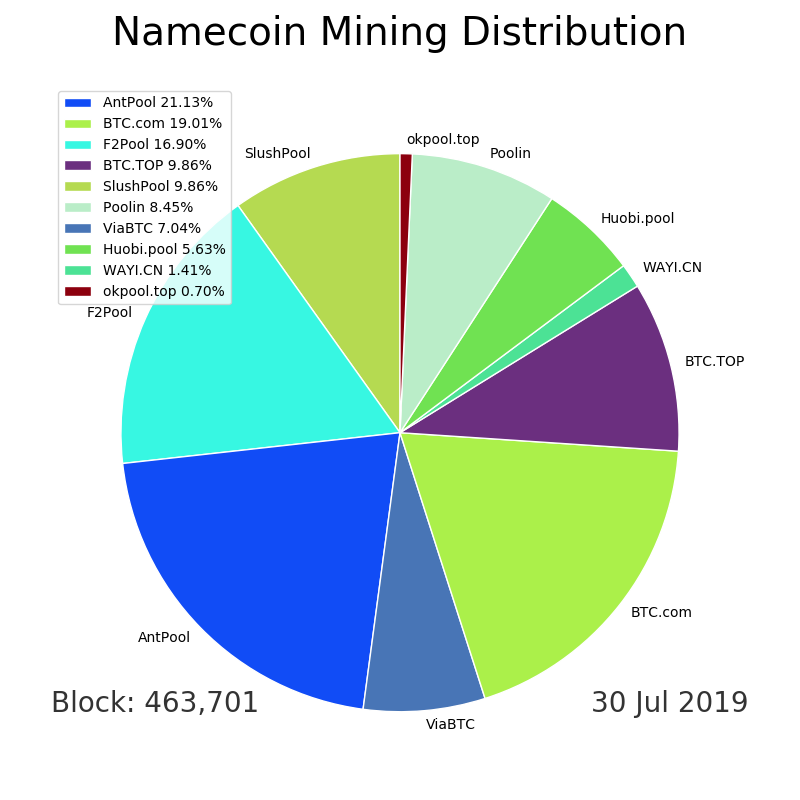 Namecoin Mining Distribution
AntPool 21.13%
BTC.com 19.01%
F2Pool 16.90%
BTC.TOP 9.86%
SlushPool 9.86%
Poolin 8.45%
ViaBTC 7.04%
Huobi.pool 5.63%
WAYI.CN 1.41%
okpool.top 0.70%
okpool.top
SlushPool
Poolin
Huobi.pool
WAYI.CN
F2Pool
BTC.TOP
BTC.com
AntPool
ViaBTC
Block: 463,701
30 Jul 2019